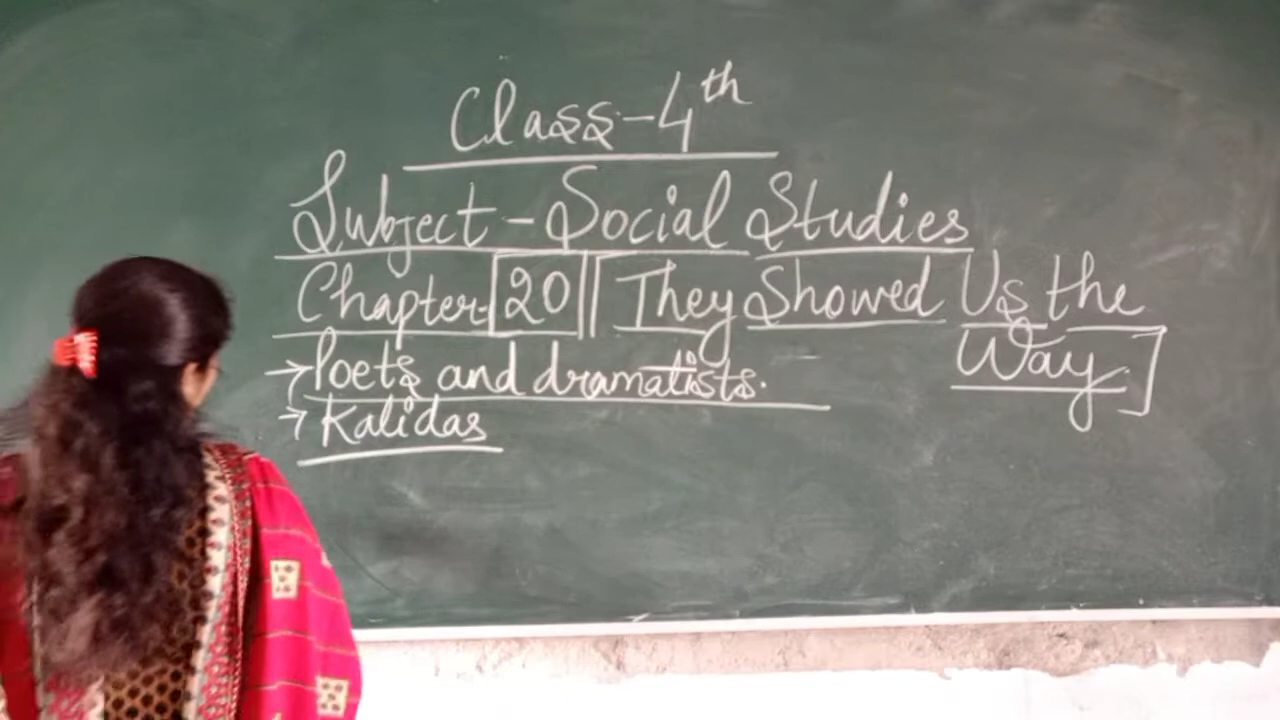 Class-4th
Subject-Social Studies
Chapter-20 [They Showed Us the
Way]
→Poets and dramatists.
→Kalidas